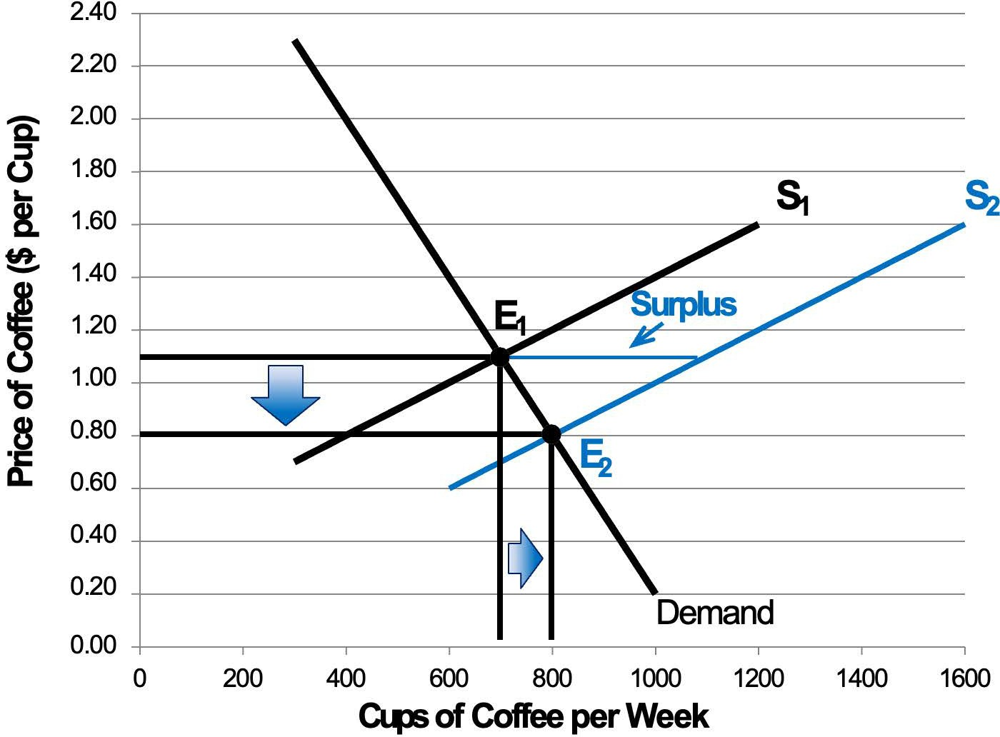 2.40
2.20
2.00
1.80
1.60
1.40
1.20
1.00
0.80
0.60
0.40
0.20
0.00
Price of Coffee ($ per Cup)
S1
S2
Surplus
E1
E2
Demand
0 200 400 600 800 1000 1200 1400 1600
Cups of Coffee per Week